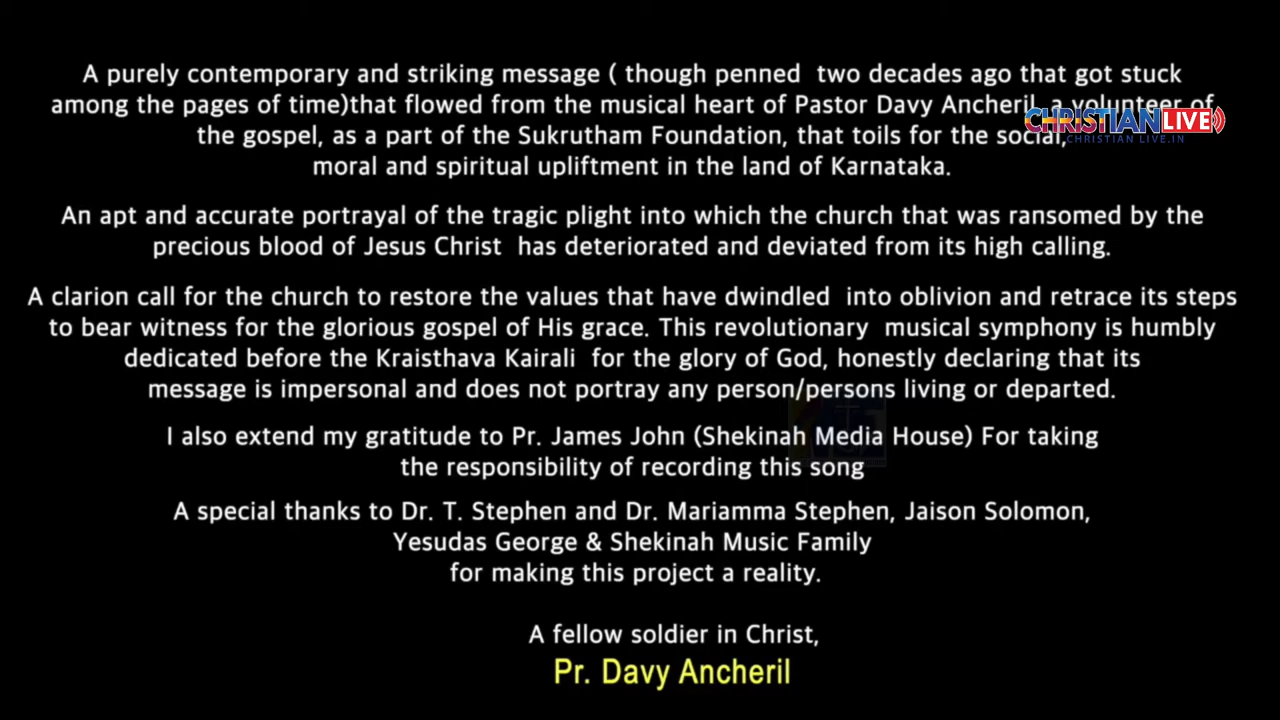 A purely contemporary and striking message ( though penned two decades ago that got stuck
among the pages of time)that flowed from the musical heart of Pastor Davy Ancheril, a volunteer of
the gospel, and part of the Sukrutham Foundation, that toils for the social,
moral and spiritual upliftment in the land of Karnataka.
CHRISTIAN LIVE
CHRISTIAN LIVE.IN
An apt and accurate portrayal of the tragic plight into which the church that was ransomed by the
precious blood of Jesus Christ has deteriorated and deviated from its high calling.
A clarion call for the church to restore the values that have dwindled into oblivion and retrace its steps
to bear witness for the glorious gospel of His grace. This revolutionary musical symphony is humbly
dedicated before the Kraisthava Kairali for the glory of God, honestly declaring that its
message is impersonal and does not portray any person/persons living or departed.
I also extend my gratitude to Pr. James John (Shekinah Media House) For taking
the responsibility of recording this song
A special thanks to Dr. T. Stephen and Dr. Mariamma Stephen, Jaison Solomon,
Yesudas George & Shekinah Music Family
for making this project a reality.
A fellow soldier in Christ,
Pr. Davy Ancheril